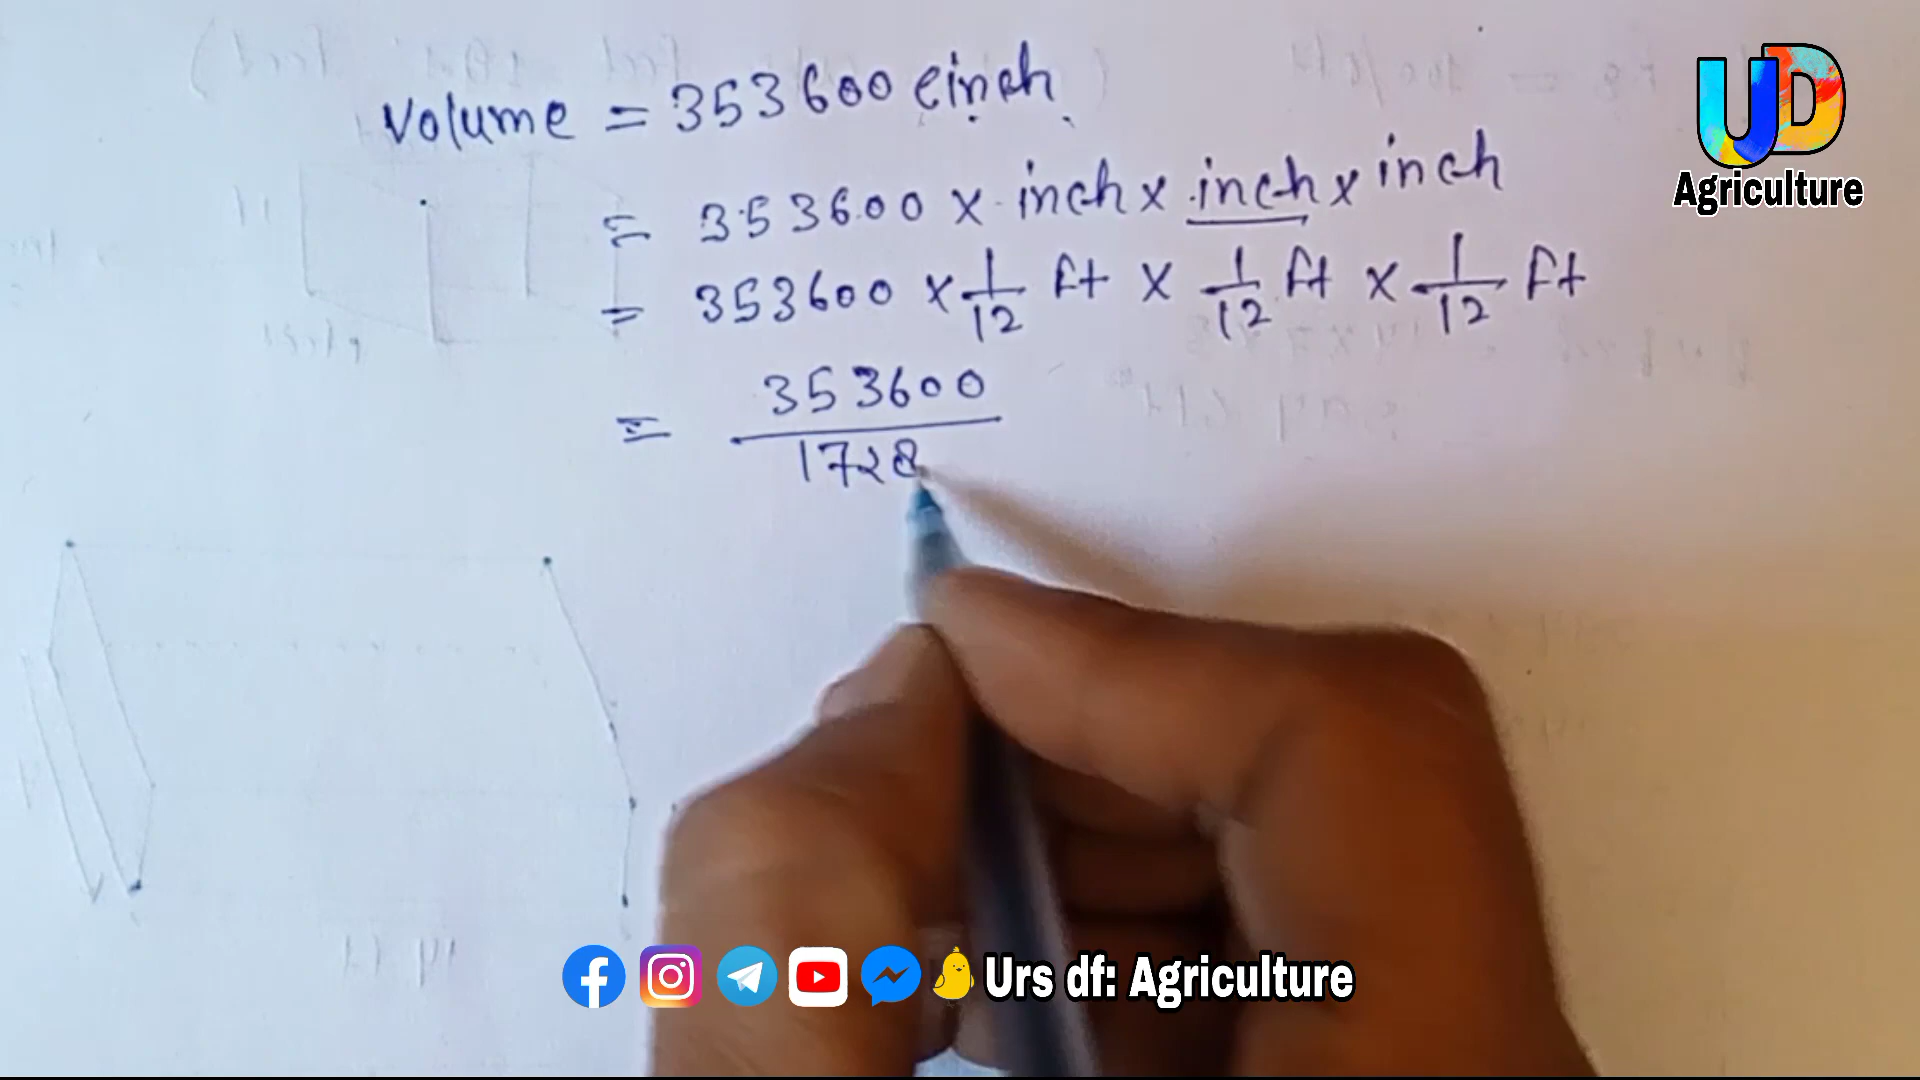 Volume = 353600 cinch
= 353600 x inch x inch x inch
= 353600 x 1/12 ft x 1/12 ft x 1/12 ft
= 353600/1728
UD
Agriculture
Urs df: Agriculture